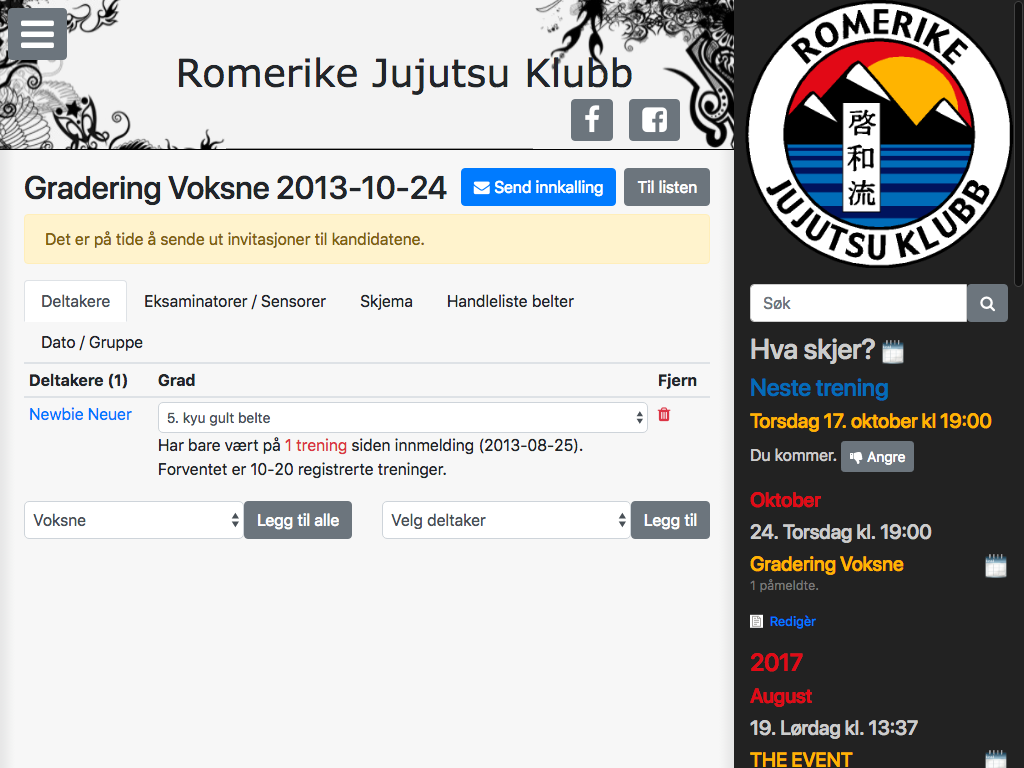 Romerike Jujutsu Klubb
Gradering Voksne 2013-10-24
Send innkalling
Til listen
Det er på tide å sende ut invitasjoner til kandidatene.
Deltakere
Eksaminatorer / Sensorer
Skjema
Handleliste belter
Dato / Gruppe
Deltakere (1) Grad Fjern
Newbie Neuer
5. kyu gult belte
Har bare vært på 1 trening siden innmelding (2013-08-25).
Forventet er 10-20 registrerte treninger.
Voksne
Legg til alle
Velg deltaker
Legg til
ROMERIKE
啓和流
JUJUTSU KLUBB
Søk
Hva skjer?
Neste trening
Torsdag 17. oktober kl 19:00
Du kommer.
Angre
Oktober
24. Torsdag kl. 19:00
Gradering Voksne
1 påmeldte.
Redigèr
2017
August
19. Lørdag kl. 13:37
THE EVENT